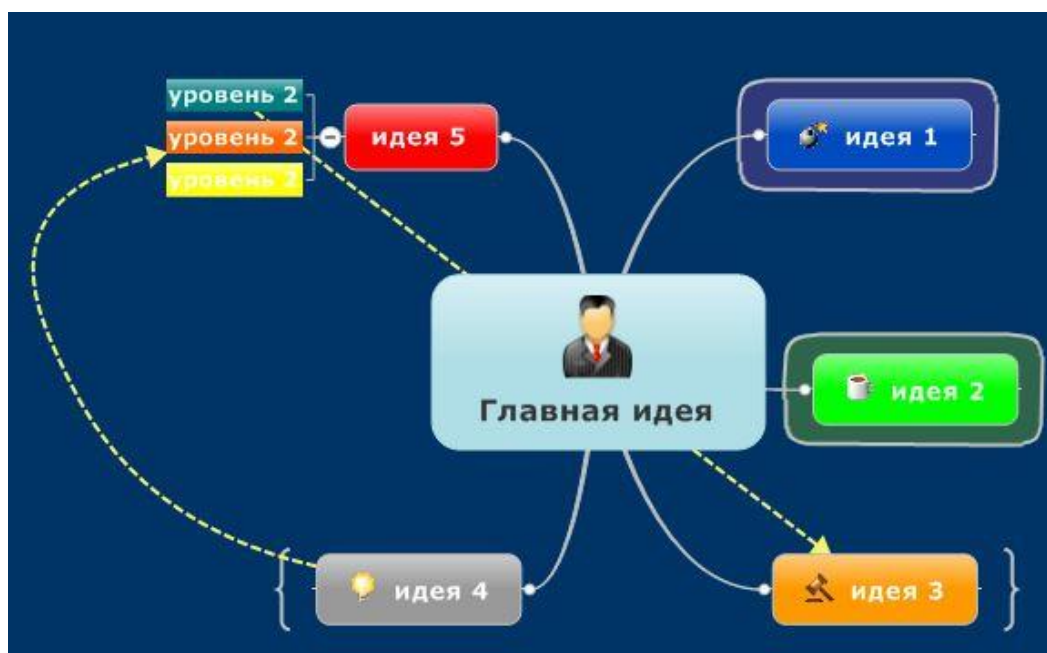 уровень 2
уровень 2
уровень 2
идея 5
идея 1
Главная идея
идея 2
идея 4
идея 3